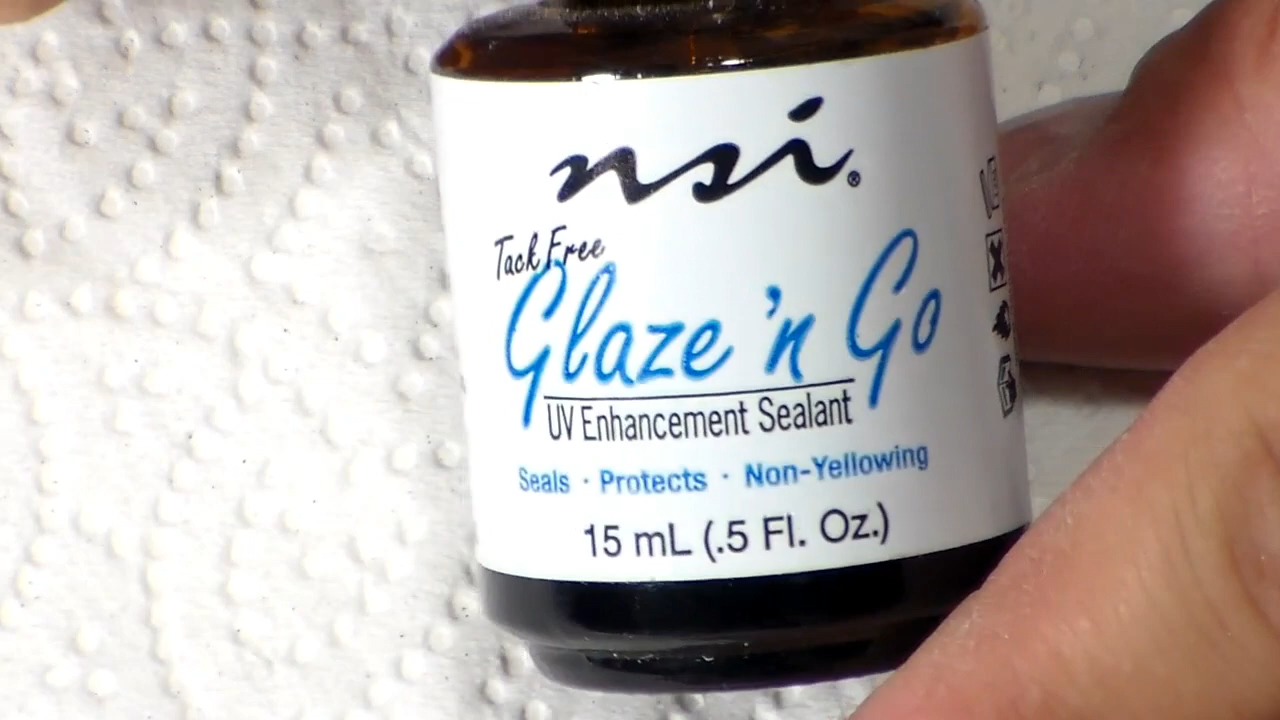 nsi®
Tack Free
Glaze 'n Go
UV Enhancement Sealant
Seals · Protects · Non-Yellowing
15 mL (.5 Fl. Oz.)